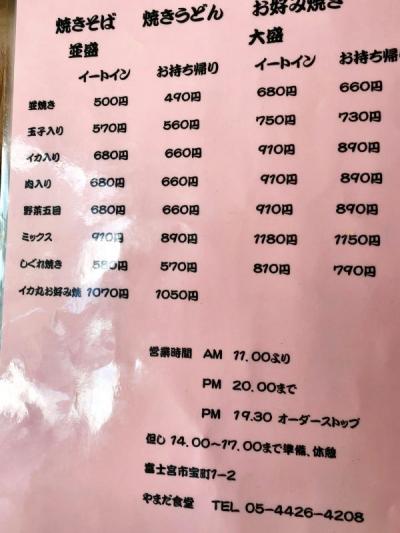 焼きそば 焼きうどん お好み焼き
並盛 大盛
イートイン お持ち帰り イートイン お持ち帰り
並焼き 500円 490円 680円 660円
玉子入り 570円 560円 750円 730円
イカ入り 680円 660円 910円 890円
肉入り 680円 660円 910円 890円
野菜五目 680円 660円 910円 890円
ミックス 910円 890円 1180円 1150円
しぐれ焼き 580円 570円 810円 790円
イカ丸お好み焼 1070円 1050円
営業時間 AM 11.00より
PM 20.00まで
PM 19.30 オーダーストップ
但し 14.00~17.00まで準備、休憩
富士宮市宝町1-2
やまだ食堂 TEL 05-4426-4208